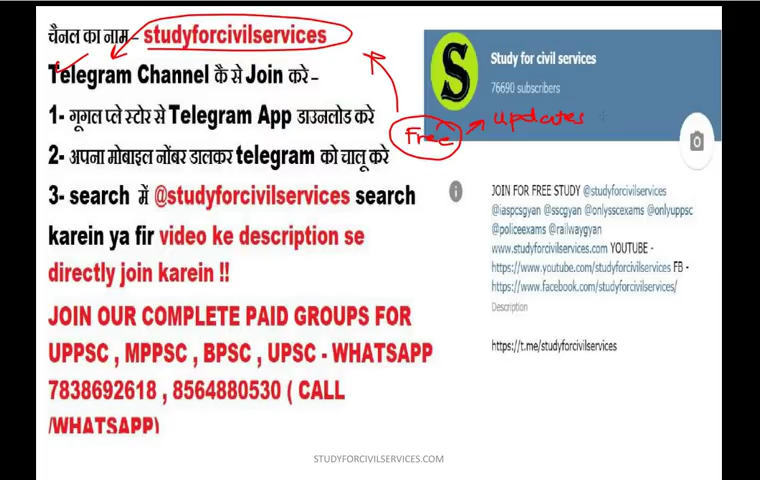 चैनल का नाम - studyforcivilservices
Telegram Channel कैसे Join करे –
1- गूगल प्ले स्टोर से Telegram App डाउनलोड करे
2- अपना मोबाइल नोंबर डालकर telegram को चालू करे
3- search में @studyforcivilservices search
karein ya fir video ke description se
directly join karein !!
JOIN OUR COMPLETE PAID GROUPS FOR
UPPSC , MPPSC , BPSC , UPSC - WHATSAPP
7838692618 , 8564880530 ( CALL
/WHATSAPP)
Free
updates
S
Study for civil services
76690 subscribers
JOIN FOR FREE STUDY @studyforcivilservices
@iaspcsgyan @sscgyan @onlysscexams @onlyuppsc
@policeexams @railwaygyan
www.studyforcivilservices.com YOUTUBE -
https://www.youtube.com/studyforcivilservices FB -
https://www.facebook.com/studyforcivilservices/
Description
https://t.me/studyforcivilservices
STUDYFORCIVILSERVICES.COM